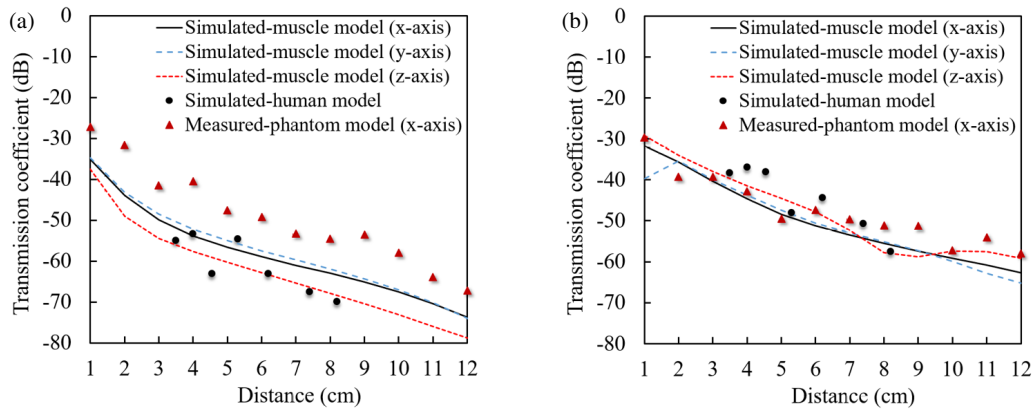 (a)
Transmission coefficient (dB)
0
-10
-20
-30
-40
-50
-60
-70
-80
Simulated-muscle model (x-axis)
Simulated-muscle model (y-axis)
Simulated-muscle model (z-axis)
Simulated-human model
Measured-phantom model (x-axis)
1 2 3 4 5 6 7 8 9 10 11 12
Distance (cm)
(b)
Transmission coefficient (dB)
0
-10
-20
-30
-40
-50
-60
-70
-80
Simulated-muscle model (x-axis)
Simulated-muscle model (y-axis)
Simulated-muscle model (z-axis)
Simulated-human model
Measured-phantom model (x-axis)
1 2 3 4 5 6 7 8 9 10 11 12
Distance (cm)